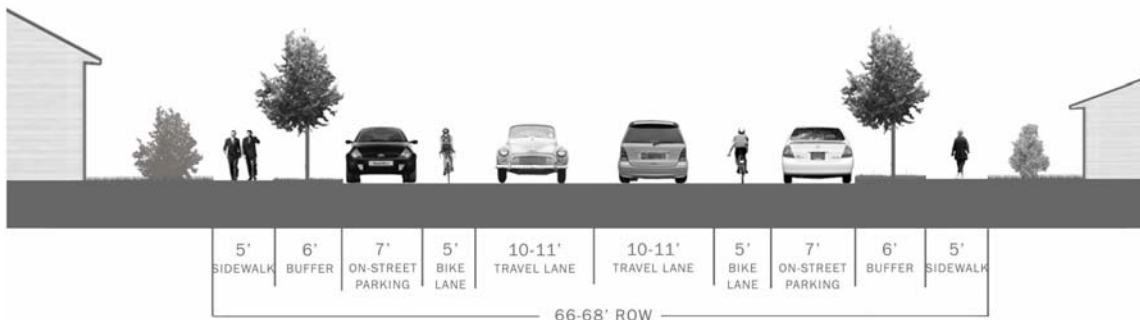 5' 6' 7' 5' 10-11' 10-11' 5' 7' 6' 5'
SIDEWALK BUFFER ON-STREET BIKE TRAVEL LANE TRAVEL LANE BIKE ON-STREET BUFFER SIDEWALK
PARKING LANE LANE PARKING
66-68' ROW